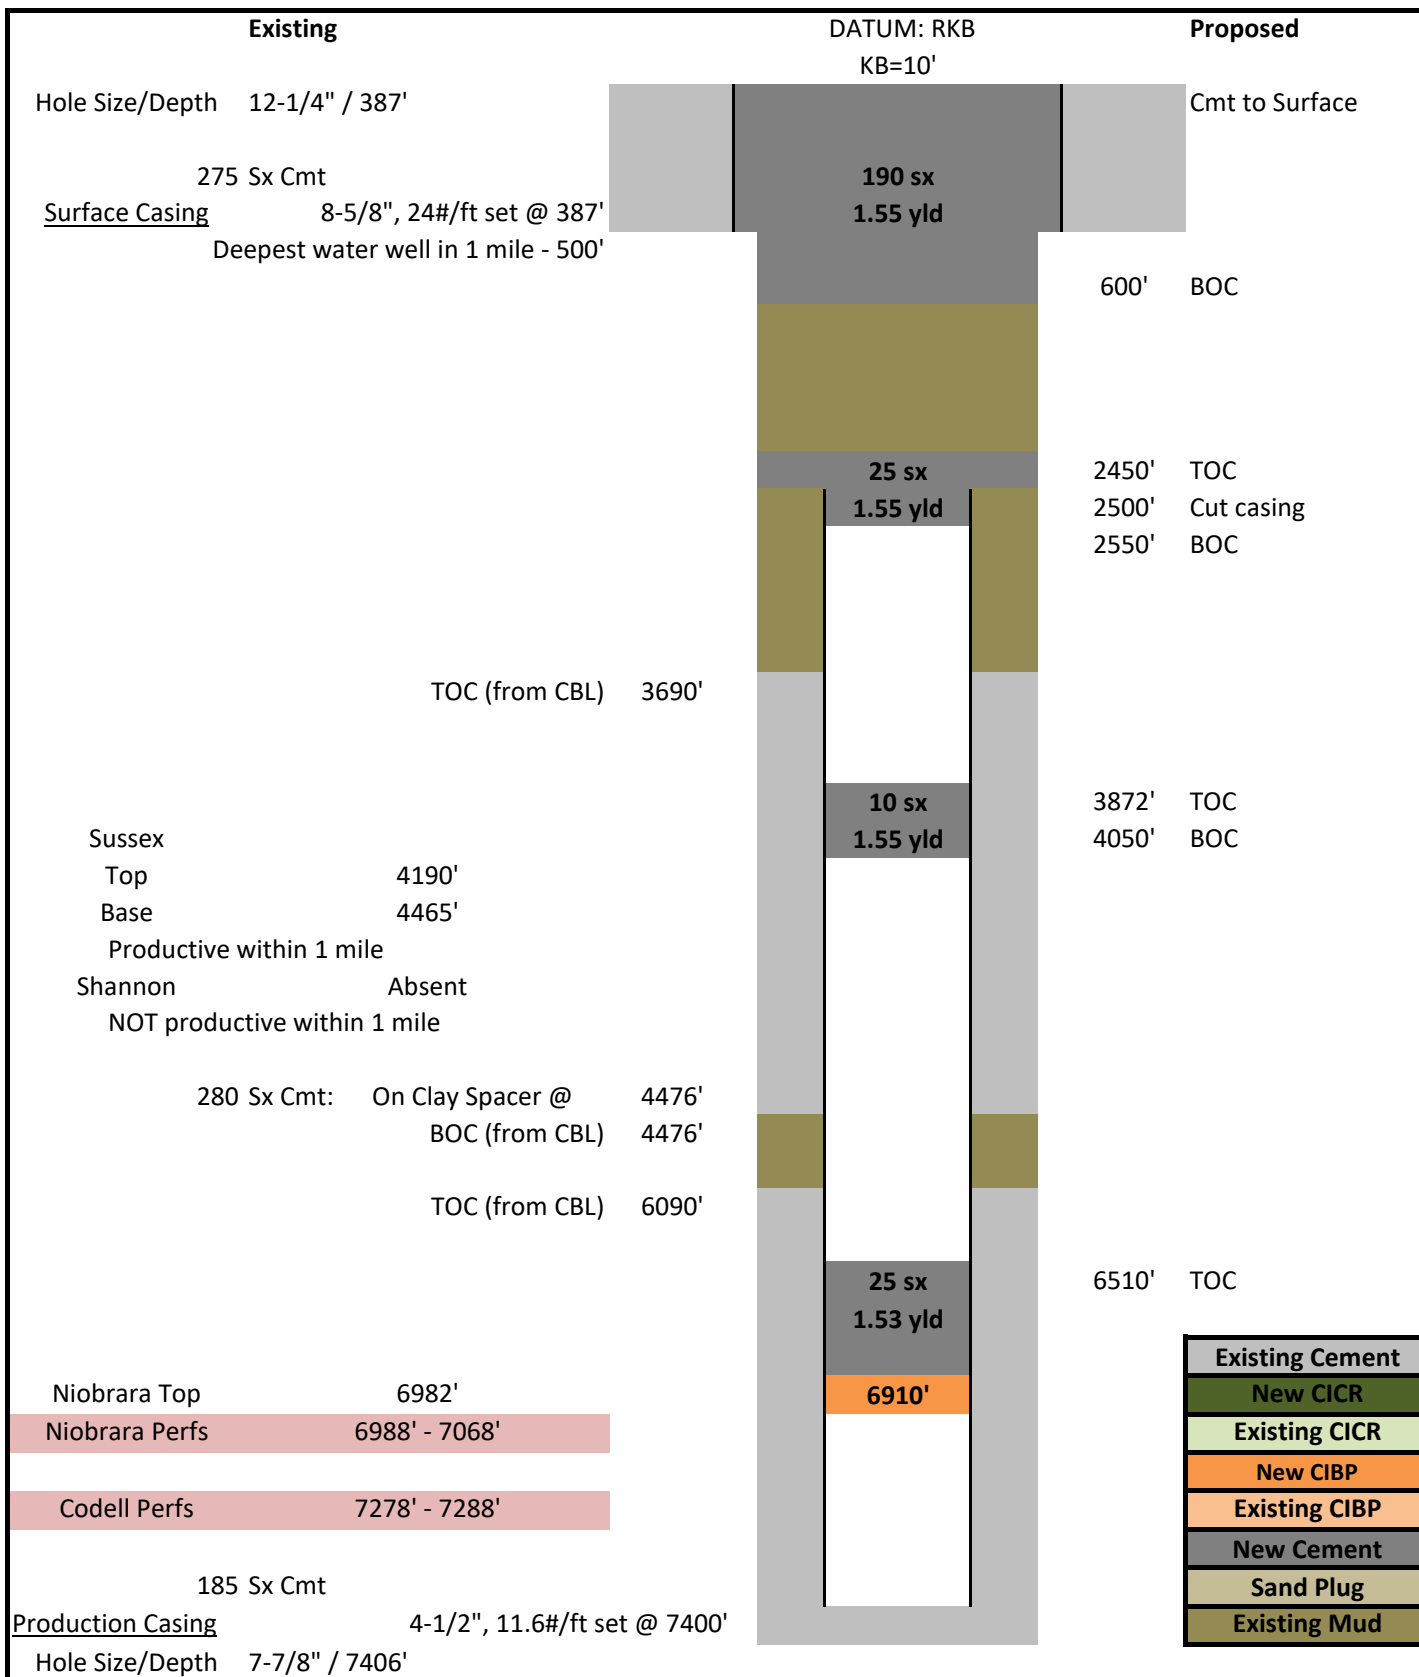 Existing DATUM: RKB Proposed
KB=10'
Hole Size/Depth 12-1/4" / 387' Cmt to Surface
275 Sx Cmt 190 sx
Surface Casing 8-5/8", 24#/ft set @ 387' 1.55 yld
Deepest water well in 1 mile - 500'
600' BOC
25 sx 2450' TOC
1.55 yld 2500' Cut casing
2550' BOC
TOC (from CBL) 3690'
10 sx 3872' TOC
Sussex 1.55 yld 4050' BOC
Top 4190'
Base 4465'
Productive within 1 mile
Shannon Absent
NOT productive within 1 mile
280 Sx Cmt: On Clay Spacer @ 4476'
BOC (from CBL) 4476'
TOC (from CBL) 6090'
25 sx 6510' TOC
1.53 yld
Existing Cement
Niobrara Top 6982' 6910' New CICR
Niobrara Perfs 6988' - 7068' Existing CICR
New CIBP
Codell Perfs 7278' - 7288' Existing CIBP
New Cement
185 Sx Cmt Sand Plug
Production Casing 4-1/2", 11.6#/ft set @ 7400' Existing Mud
Hole Size/Depth 7-7/8" / 7406'